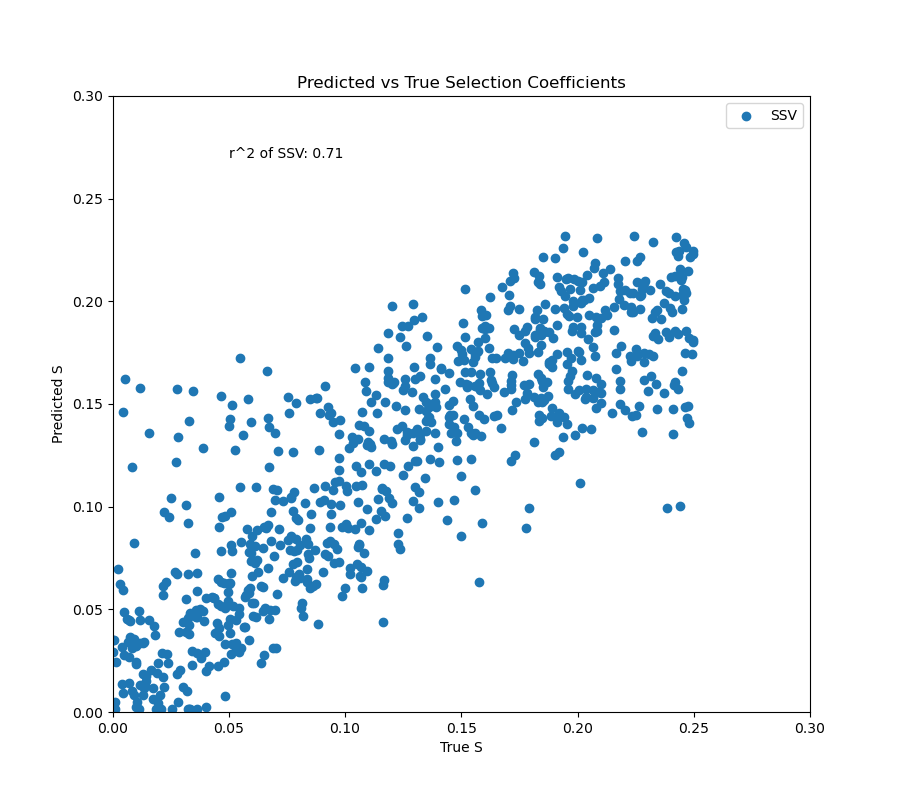 Predicted vs True Selection Coefficients
0.30
SSV
r^2 of SSV: 0.71
0.25
0.20
0.15
Predicted S
0.10
0.05
0.00
0.00 0.05 0.10 0.15 0.20 0.25 0.30
True S